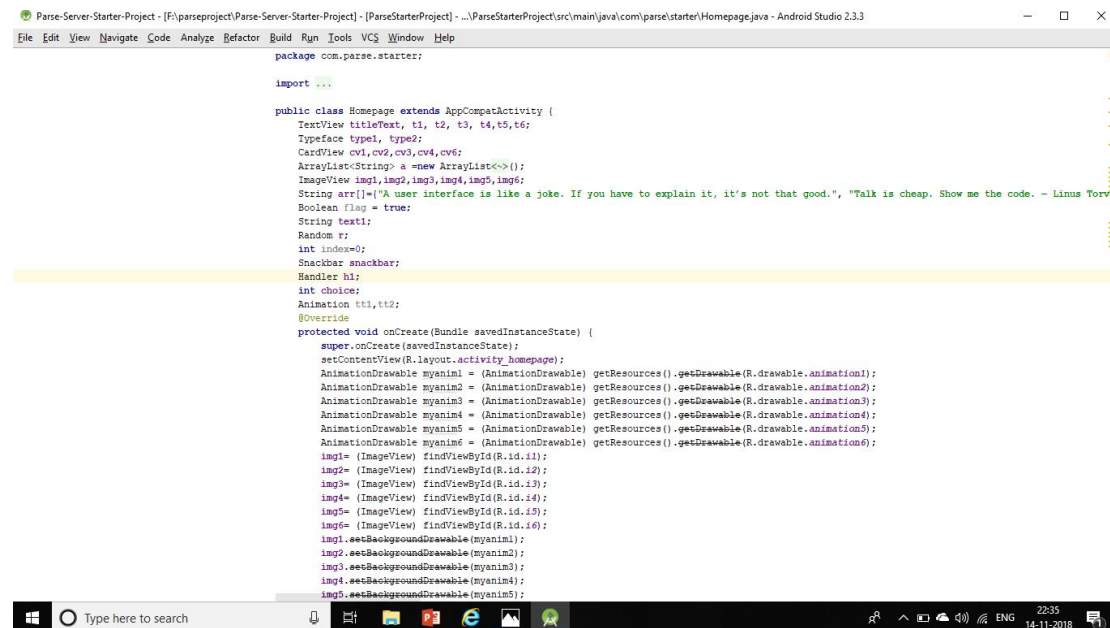 Parse-Server-Starter-Project - [F:\parseproject\Parse-Server-Starter-Project] - [ParseStarterProject] - ...\ParseStarterProject\src\main\java\com\parse\starter\Homepage.java - Android Studio 2.3.3
File Edit View Navigate Code Analyze Refactor Build Run Tools VCS Window Help
package com.parse.starter;
import ...
public class Homepage extends AppCompatActivity {
TextView titleText, t1, t2, t3, t4,t5,t6;
Typeface type1, type2;
CardView cv1,cv2,cv3,cv4,cv6;
ArrayList<String> a =new ArrayList<~>();
ImageView img1,img2,img3,img4,img5,img6;
String arr[]={"A user interface is like a joke. If you have to explain it, it's not that good.", "Talk is cheap. Show me the code. – Linus Torv
Boolean flag = true;
String text1;
Random r;
int index=0;
Snackbar snackbar;
Handler h1;
int choice;
Animation tt1,tt2;
@Override
protected void onCreate(Bundle savedInstanceState) {
super.onCreate(savedInstanceState);
setContentView(R.layout.activity_homepage);
AnimationDrawable myanim1 = (AnimationDrawable) getResources().getDrawable(R.drawable.animation1);
AnimationDrawable myanim2 = (AnimationDrawable) getResources().getDrawable(R.drawable.animation2);
AnimationDrawable myanim3 = (AnimationDrawable) getResources().getDrawable(R.drawable.animation3);
AnimationDrawable myanim4 = (AnimationDrawable) getResources().getDrawable(R.drawable.animation4);
AnimationDrawable myanim5 = (AnimationDrawable) getResources().getDrawable(R.drawable.animation5);
AnimationDrawable myanim6 = (AnimationDrawable) getResources().getDrawable(R.drawable.animation6);
img1= (ImageView) findViewById(R.id.i1);
img2= (ImageView) findViewById(R.id.i2);
img3= (ImageView) findViewById(R.id.i3);
img4= (ImageView) findViewById(R.id.i4);
img5= (ImageView) findViewById(R.id.i5);
img6= (ImageView) findViewById(R.id.i6);
img1.setBackgroundDrawable(myanim1);
img2.setBackgroundDrawable(myanim2);
img3.setBackgroundDrawable(myanim3);
img4.setBackgroundDrawable(myanim4);
img5.setBackgroundDrawable(myanim5);
Type here to search
ENG
22:35
14-11-2018